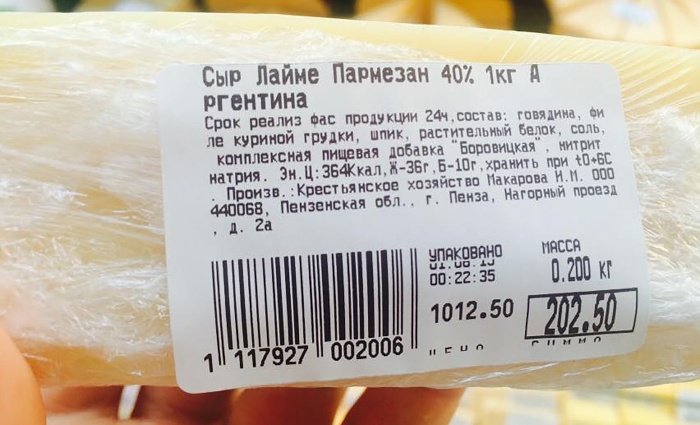 Сыр Лайме Пармезан 40% 1кг А
ргентина
Срок реализ фас продукции 24ч,состав: говядина, фи
ле куриной грудки, шпик, растительный белок, соль,
комплексная пищевая добавка "Боровицкая", нитрит
натрия. Эн.Ц:364Ккал,Ж-36г,Б-10г,хранить при t0+6С
. Произв.:Крестьянское хозяйство Макарова И.М. ООО
440068, Пензенская обл., г. Пенза, Нагорный проезд
, д. 2а
УПАКОВАНО
МАССА
00:22:35
0.200 кг
1012.50
202.50
ЦЕНА
СУММА
1 117927 002006